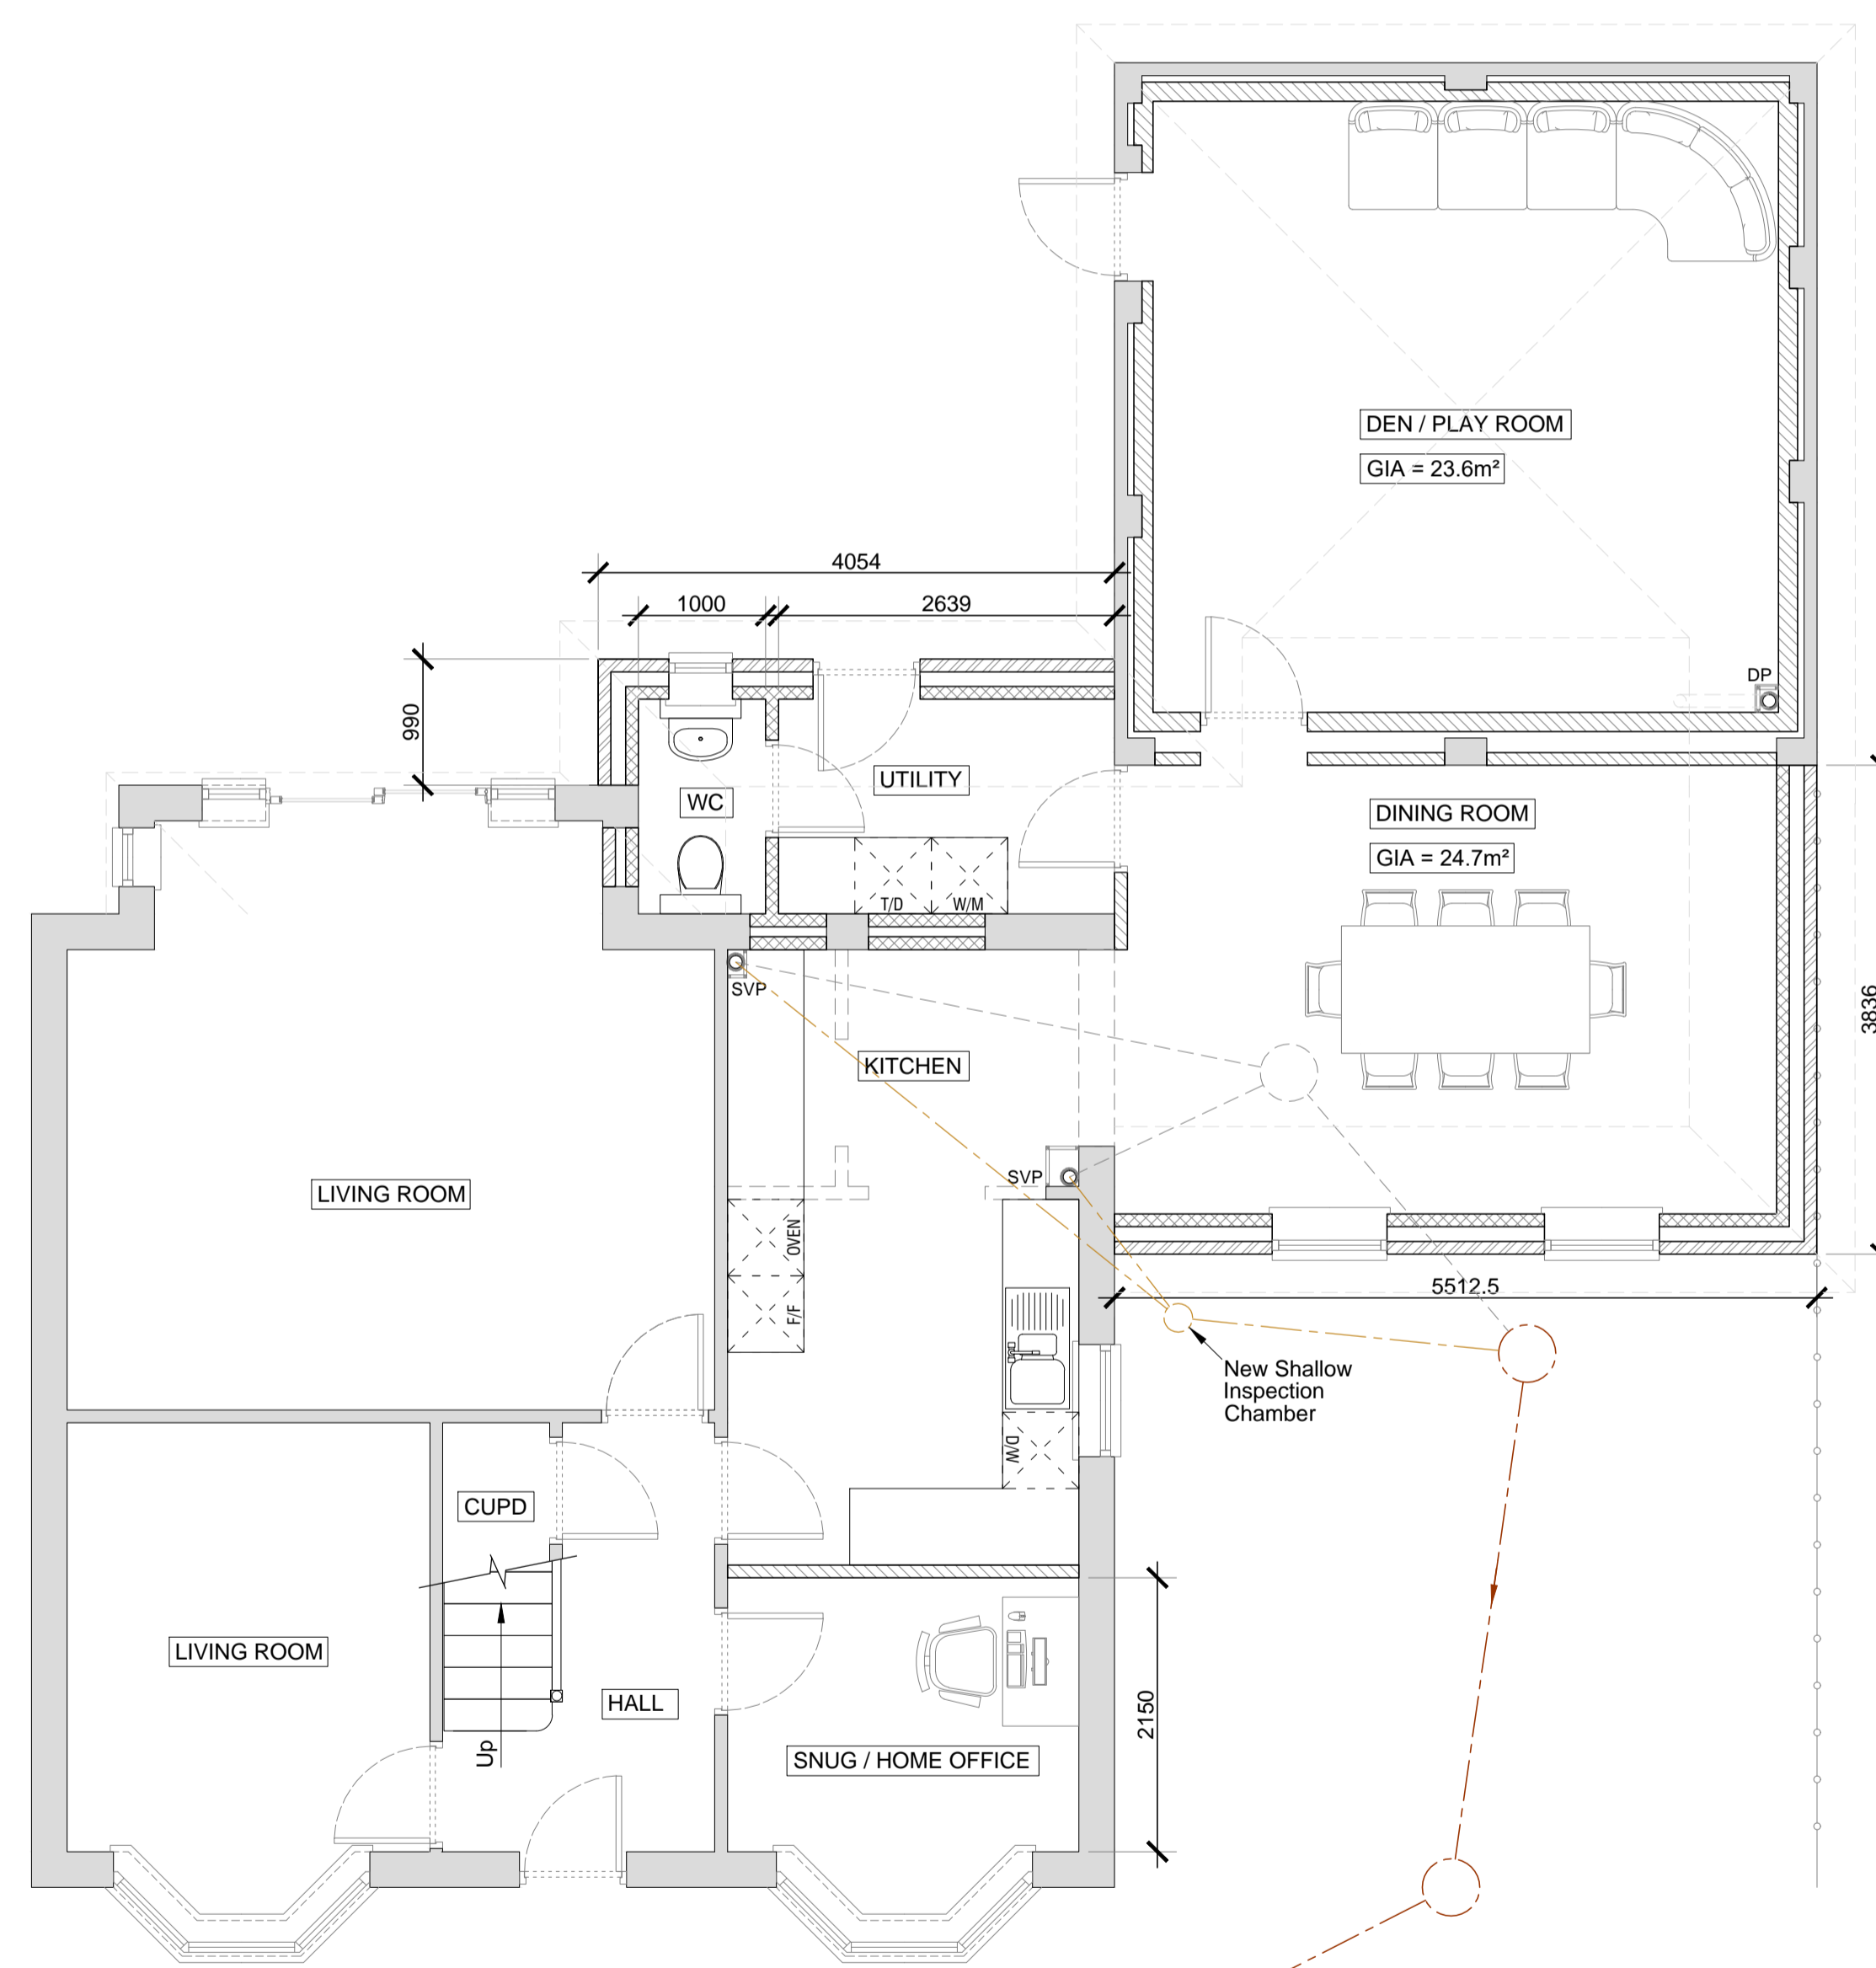 DEN / PLAY ROOM
GIA = 23.6m²
4054
1000
2639
990
DP
UTILITY
WC
DINING ROOM
GIA = 24.7m²
T/D
W/M
SVP
3836
KITCHEN
SVP
LIVING ROOM
OVEN
F/F
5512.5
New Shallow
Inspection
Chamber
D/W
CUPD
LIVING ROOM
HALL
Up
2150
SNUG / HOME OFFICE